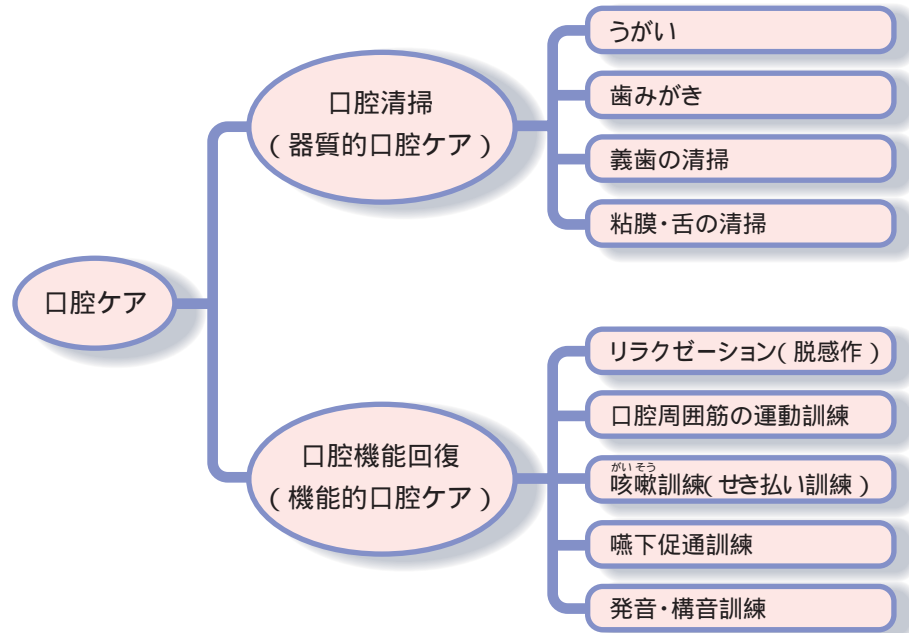 口腔ケア
口腔清掃
(器質的口腔ケア)
うがい
歯みがき
義歯の清掃
粘膜・舌の清掃
口腔機能回復
(機能的口腔ケア)
リラクゼーション(脱感作)
口腔周囲筋の運動訓練
がいそう
咳嗽訓練(せき払い訓練)
嚥下促通訓練
発音・構音訓練